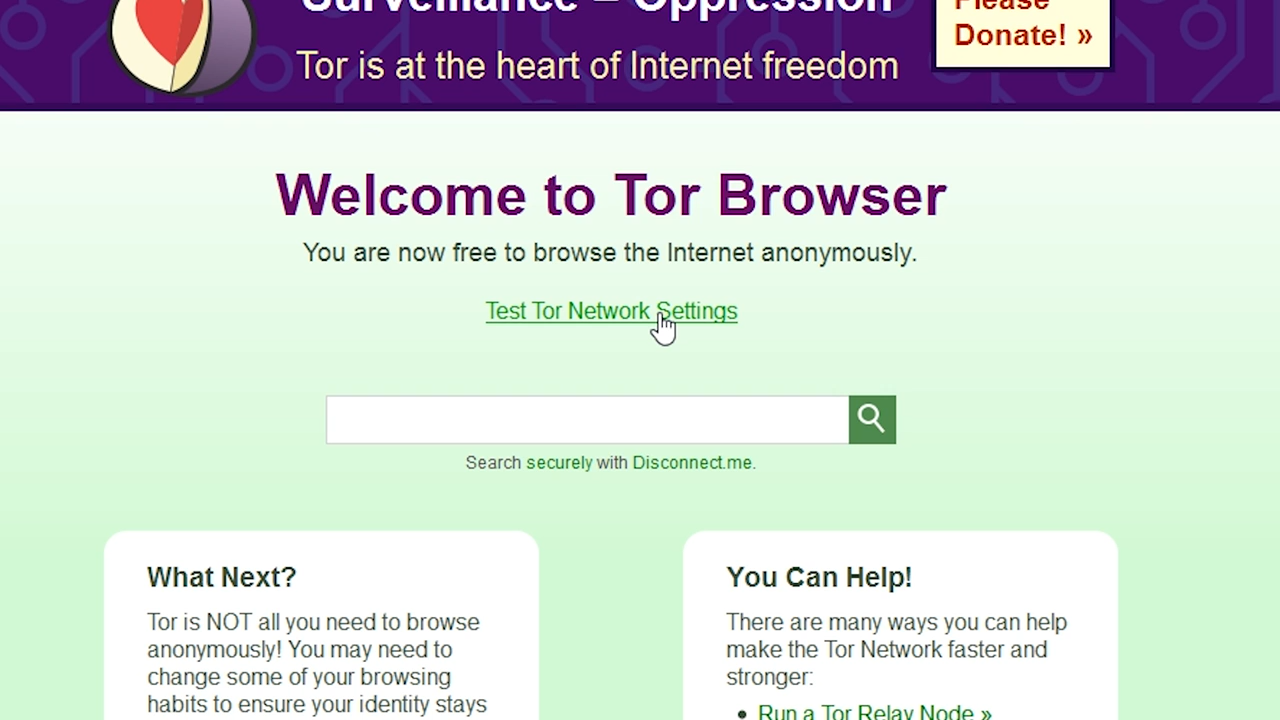 Surveillance = Oppression
Please
Donate! »
Tor is at the heart of Internet freedom
Welcome to Tor Browser
You are now free to browse the Internet anonymously.
Test Tor Network Settings
Search securely with Disconnect.me.
What Next?
Tor is NOT all you need to browse
anonymously! You may need to
change some of your browsing
habits to ensure your identity stays
You Can Help!
There are many ways you can help
make the Tor Network faster and
stronger:
• Run a Tor Relay Node »